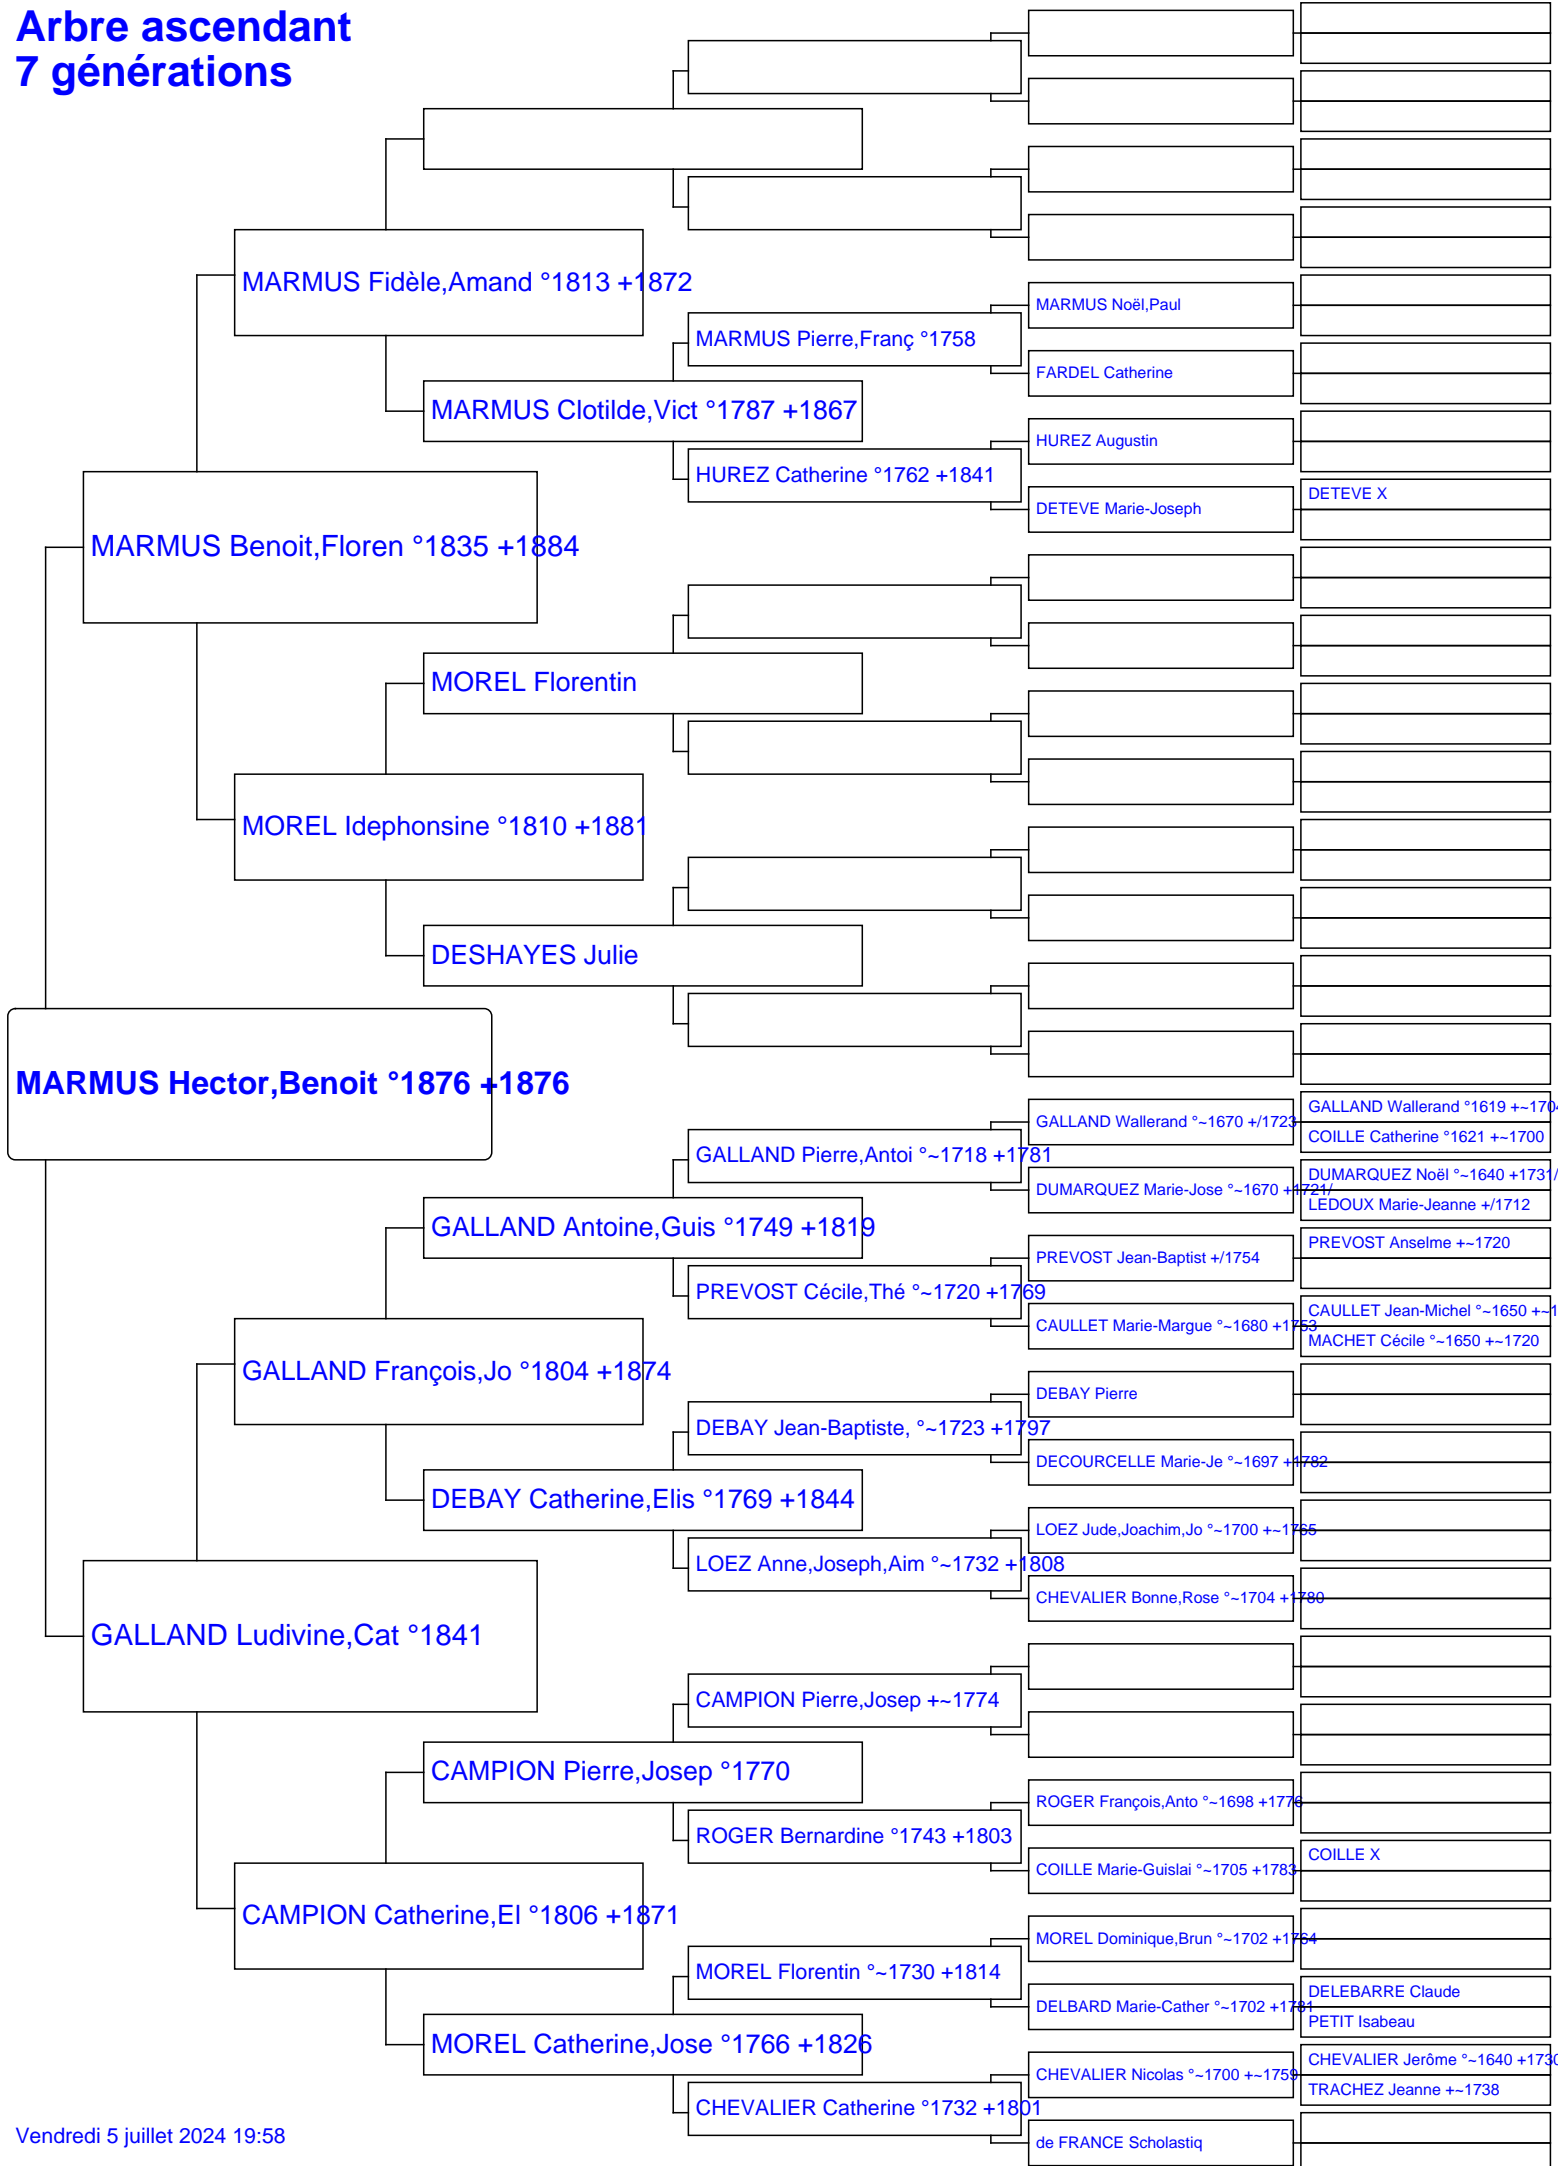 Arbre ascendant
7 générations
MARMUS Fidèle,Amand °1813 +1872
MARMUS Noël,Paul
MARMUS Pierre,Franç °1758
FARDEL Catherine
MARMUS Clotilde,Vict °1787 +1867
HUREZ Augustin
HUREZ Catherine °1762 +1841
DETEVE X
DETEVE Marie-Joseph
MARMUS Benoit,Floren °1835 +1884
MOREL Florentin
MOREL Idephonsine °1810 +1881
DESHAYES Julie
MARMUS Hector,Benoit °1876 +1876
GALLAND Wallerand °1619 +~1704
GALLAND Wallerand °~1670 +/1723
COILLE Catherine °1621 +~1700
GALLAND Pierre,Antoi °~1718 +1781
DUMARQUEZ Noël °~1640 +1731/
DUMARQUEZ Marie-Jose °~1670 +1721/
LEDOUX Marie-Jeanne +/1712
GALLAND Antoine,Guis °1749 +1819
PREVOST Anselme +~1720
PREVOST Jean-Baptist +/1754
PREVOST Cécile,Thé °~1720 +1769
CAULLET Jean-Michel °~1650 +~1
CAULLET Marie-Margue °~1680 +1753
MACHET Cécile °~1650 +~1720
GALLAND François,Jo °1804 +1874
DEBAY Pierre
DEBAY Jean-Baptiste, °~1723 +1797
DECOURCELLE Marie-Je °~1697 +1782
DEBAY Catherine,Elis °1769 +1844
LOEZ Jude,Joachim,Jo °~1700 +~1765
LOEZ Anne,Joseph,Aim °~1732 +1808
CHEVALIER Bonne,Rose °~1704 +1780
GALLAND Ludivine,Cat °1841
CAMPION Pierre,Josep +~1774
CAMPION Pierre,Josep °1770
ROGER François,Anto °~1698 +1776
ROGER Bernardine °1743 +1803
COILLE X
COILLE Marie-Guislai °~1705 +1783
CAMPION Catherine,El °1806 +1871
MOREL Dominique,Brun °~1702 +1764
MOREL Florentin °~1730 +1814
DELEBARRE Claude
DELBARD Marie-Cather °~1702 +1781
PETIT Isabeau
MOREL Catherine,Jose °1766 +1826
CHEVALIER Jerôme °~1640 +1730
CHEVALIER Nicolas °~1700 +~1759
TRACHEZ Jeanne +~1738
CHEVALIER Catherine °1732 +1801
Vendredi 5 juillet 2024 19:58
de FRANCE Scholastiq